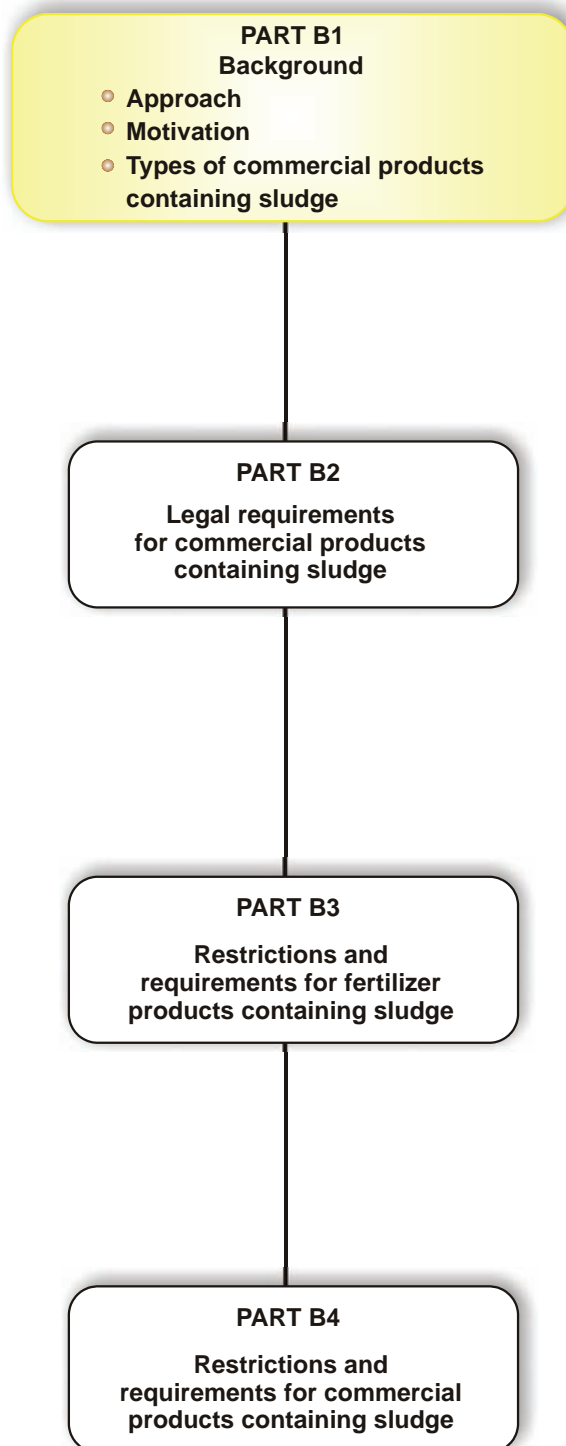 PART B1
Background
Approach
Motivation
Types of commercial products
containing sludge
PART B2
Legal requirements
for commercial products
containing sludge
PART B3
Restrictions and
requirements for fertilizer
products containing sludge
PART B4
Restrictions and
requirements for commercial
products containing sludge